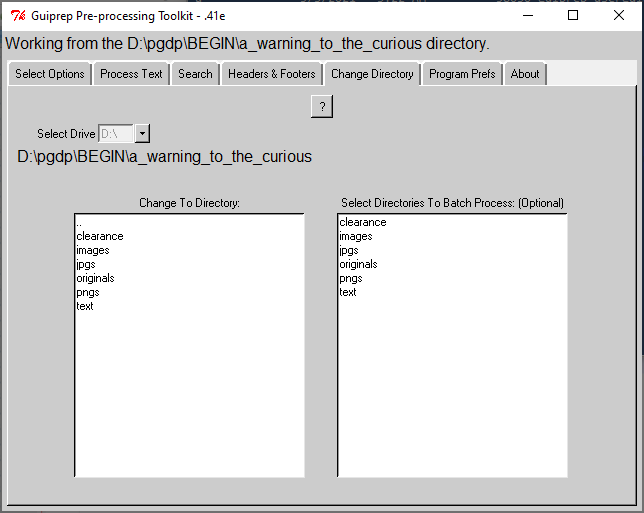 Guiprep Pre-processing Toolkit - .41e
Working from the D:\pgdp\BEGIN\a_warning_to_the_curious directory.
Select Options Process Text Search Headers & Footers Change Directory Program Prefs About
?
Select Drive D:\
D:\pgdp\BEGIN\a_warning_to_the_curious
Change To Directory:
..
clearance
images
jpgs
originals
pngs
text
Select Directories To Batch Process: (Optional)
clearance
images
jpgs
originals
pngs
text